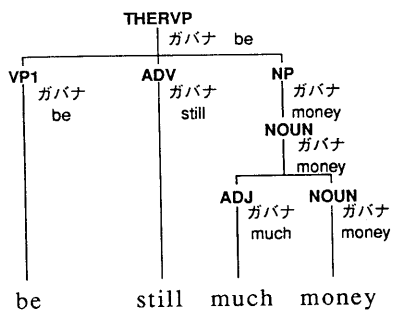 THERVP
ガバナ be
VP1 ADV NP
ガバナ be
ガバナ still
ガバナ money
NOUN
ガバナ money
ADJ NOUN
ガバナ much
ガバナ money
be still much money